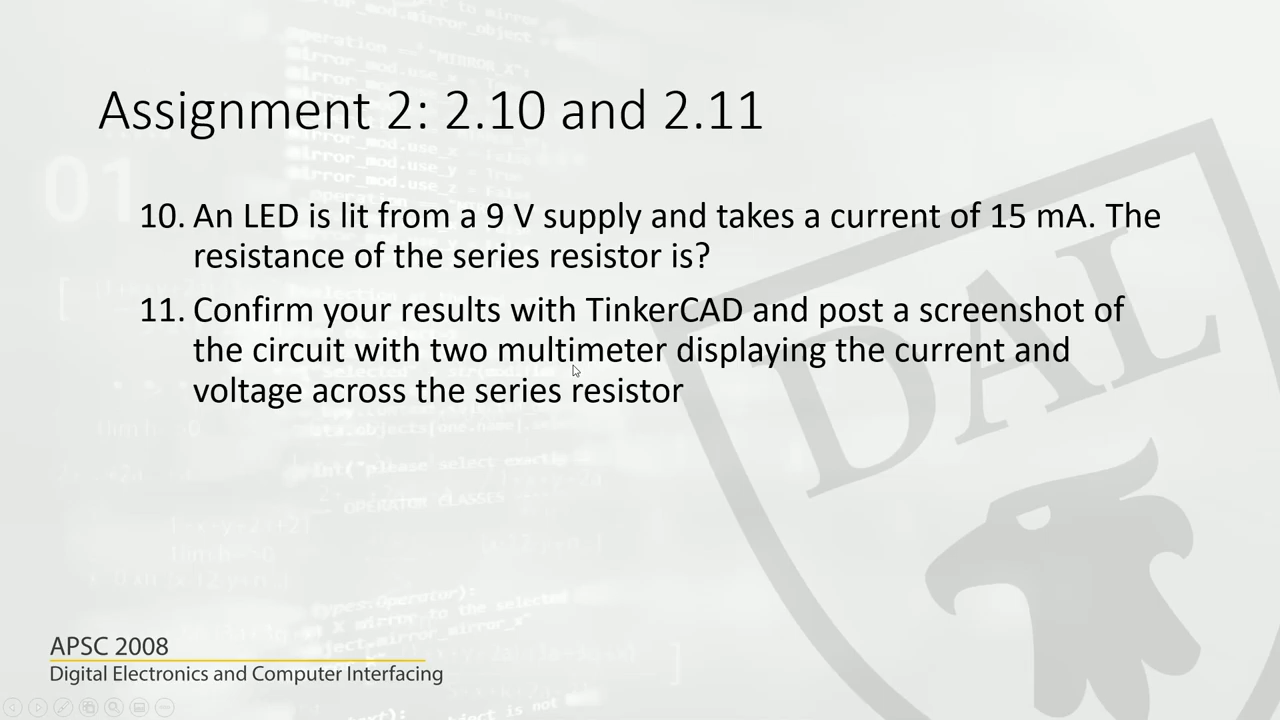 Assignment 2: 2.10 and 2.11
01
10. An LED is lit from a 9 V supply and takes a current of 15 mA. The
resistance of the series resistor is?
11. Confirm your results with TinkerCAD and post a screenshot of
the circuit with two multimeter displaying the current and
voltage across the series resistor
DAL
APSC 2008
Digital Electronics and Computer Interfacing